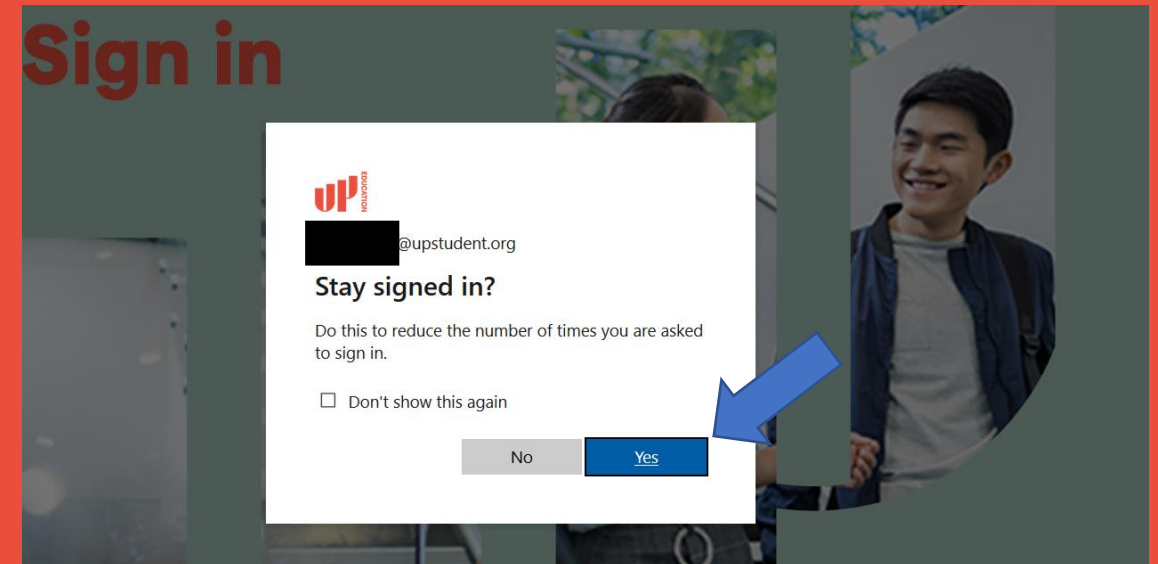 Sign in
UP EDUCATION
@upstudent.org
Stay signed in?
Do this to reduce the number of times you are asked
to sign in.
Don't show this again
No
Yes